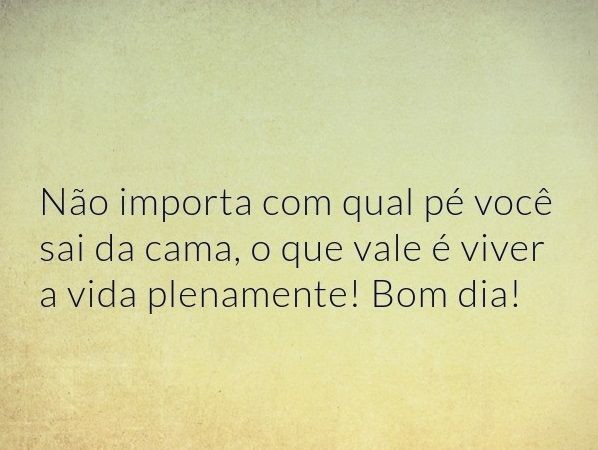 Não importa com qual pé você
sai da cama, o que vale é viver
a vida plenamente! Bom dia!